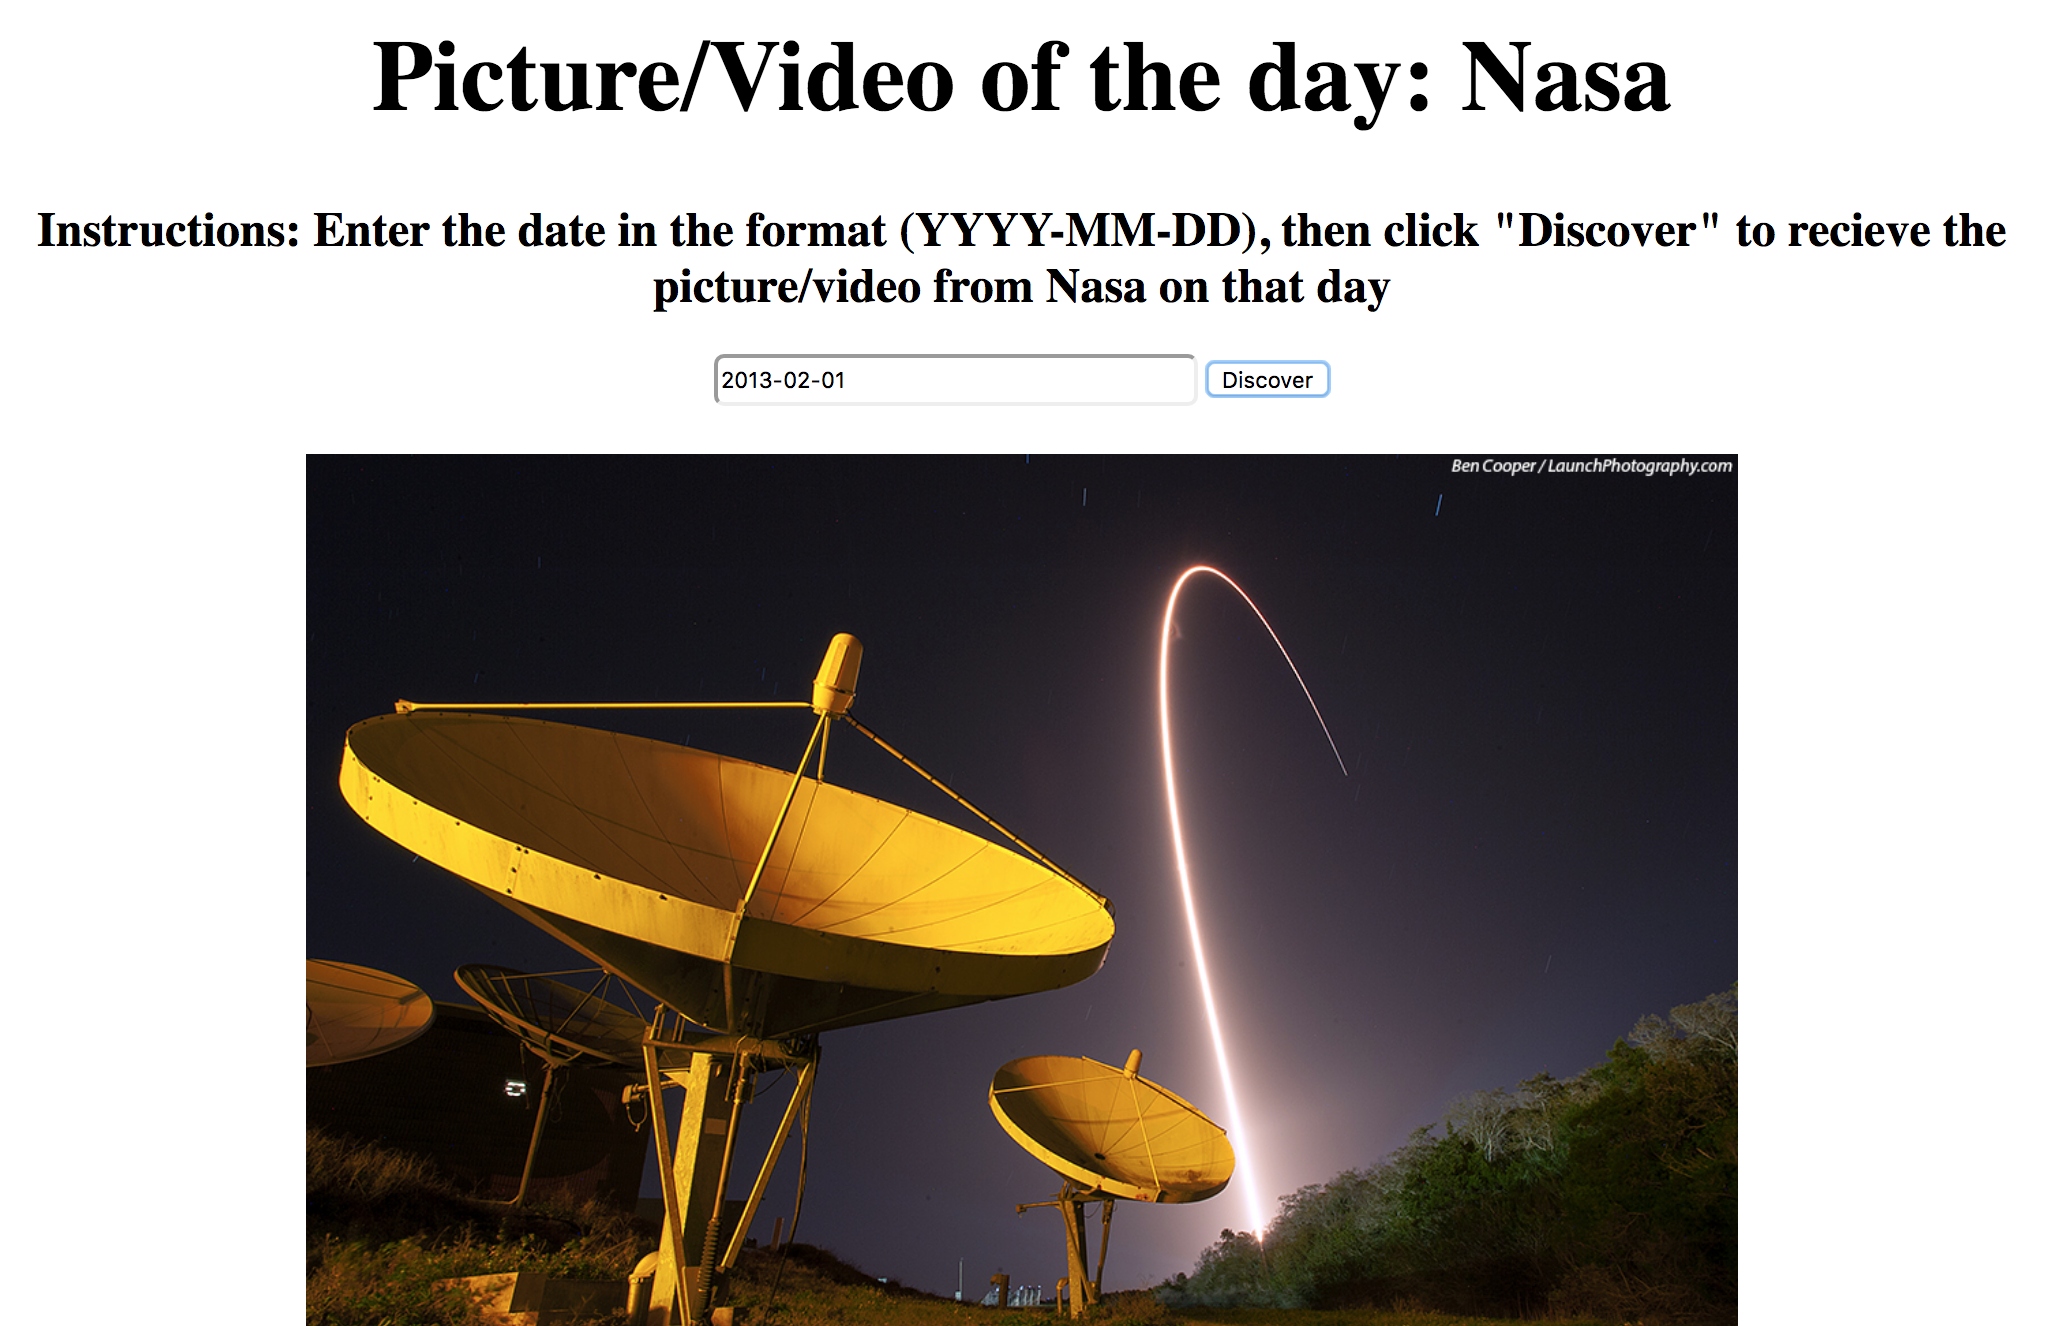 Picture/Video of the day: Nasa
Instructions: Enter the date in the format (YYYY-MM-DD), then click "Discover" to recieve the
picture/video from Nasa on that day
2013-02-01 Discover
Ben Cooper / LaunchPhotography.com